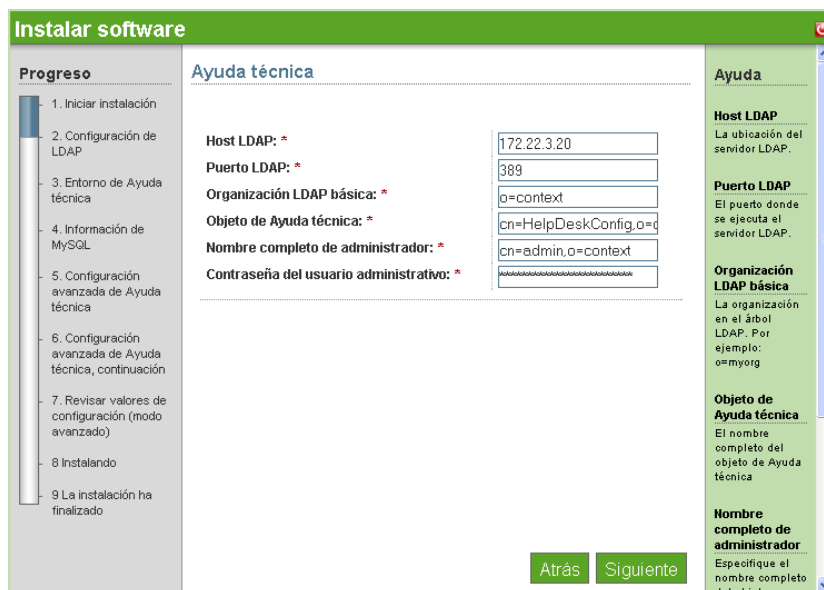 Instalar software
Progreso
1. Iniciar instalación
2. Configuración de
LDAP
3. Entorno de Ayuda
técnica
4. Información de
MySQL
5. Configuración
avanzada de Ayuda
técnica
6. Configuración
avanzada de Ayuda
técnica, continuación
7. Revisar valores de
configuración (modo
avanzado)
8 Instalando
9 La instalación ha
finalizado
Ayuda técnica
Host LDAP: * 172.22.3.20
Puerto LDAP: * 389
Organización LDAP básica: * o=context
Objeto de Ayuda técnica: * cn=HelpDeskConfig,o=
Nombre completo de administrador: * cn=admin,o=context
Contraseña del usuario administrativo: *
Atrás Siguiente
Ayuda
Host LDAP
La ubicación del
servidor LDAP.
Puerto LDAP
El puerto donde
se ejecuta el
servidor LDAP.
Organización
LDAP básica
La organización
en el árbol
LDAP. Por
ejemplo:
o=myorg
Objeto de
Ayuda técnica
El nombre
completo del
objeto de Ayuda
técnica
Nombre
completo de
administrador
Especifique el
nombre completo